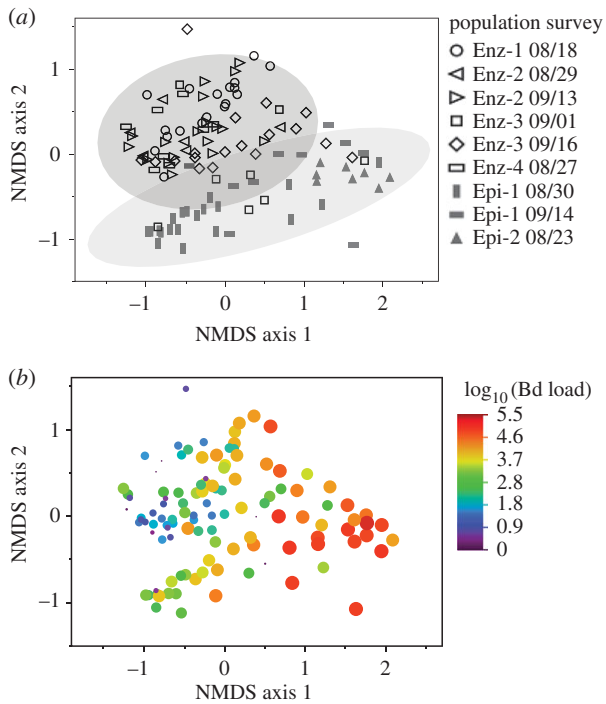 (a)
population survey
Enz-1 08/18
Enz-2 08/29
Enz-2 09/13
Enz-3 09/01
Enz-3 09/16
Enz-4 08/27
Epi-1 08/30
Epi-1 09/14
Epi-2 08/23
1
0
−1
NMDS axis 2
−1 0 1 2
NMDS axis 1
(b)
log10 (Bd load)
5.5
4.6
3.7
2.8
1.8
0.9
0
1
0
−1
NMDS axis 2
−1 0 1 2
NMDS axis 1